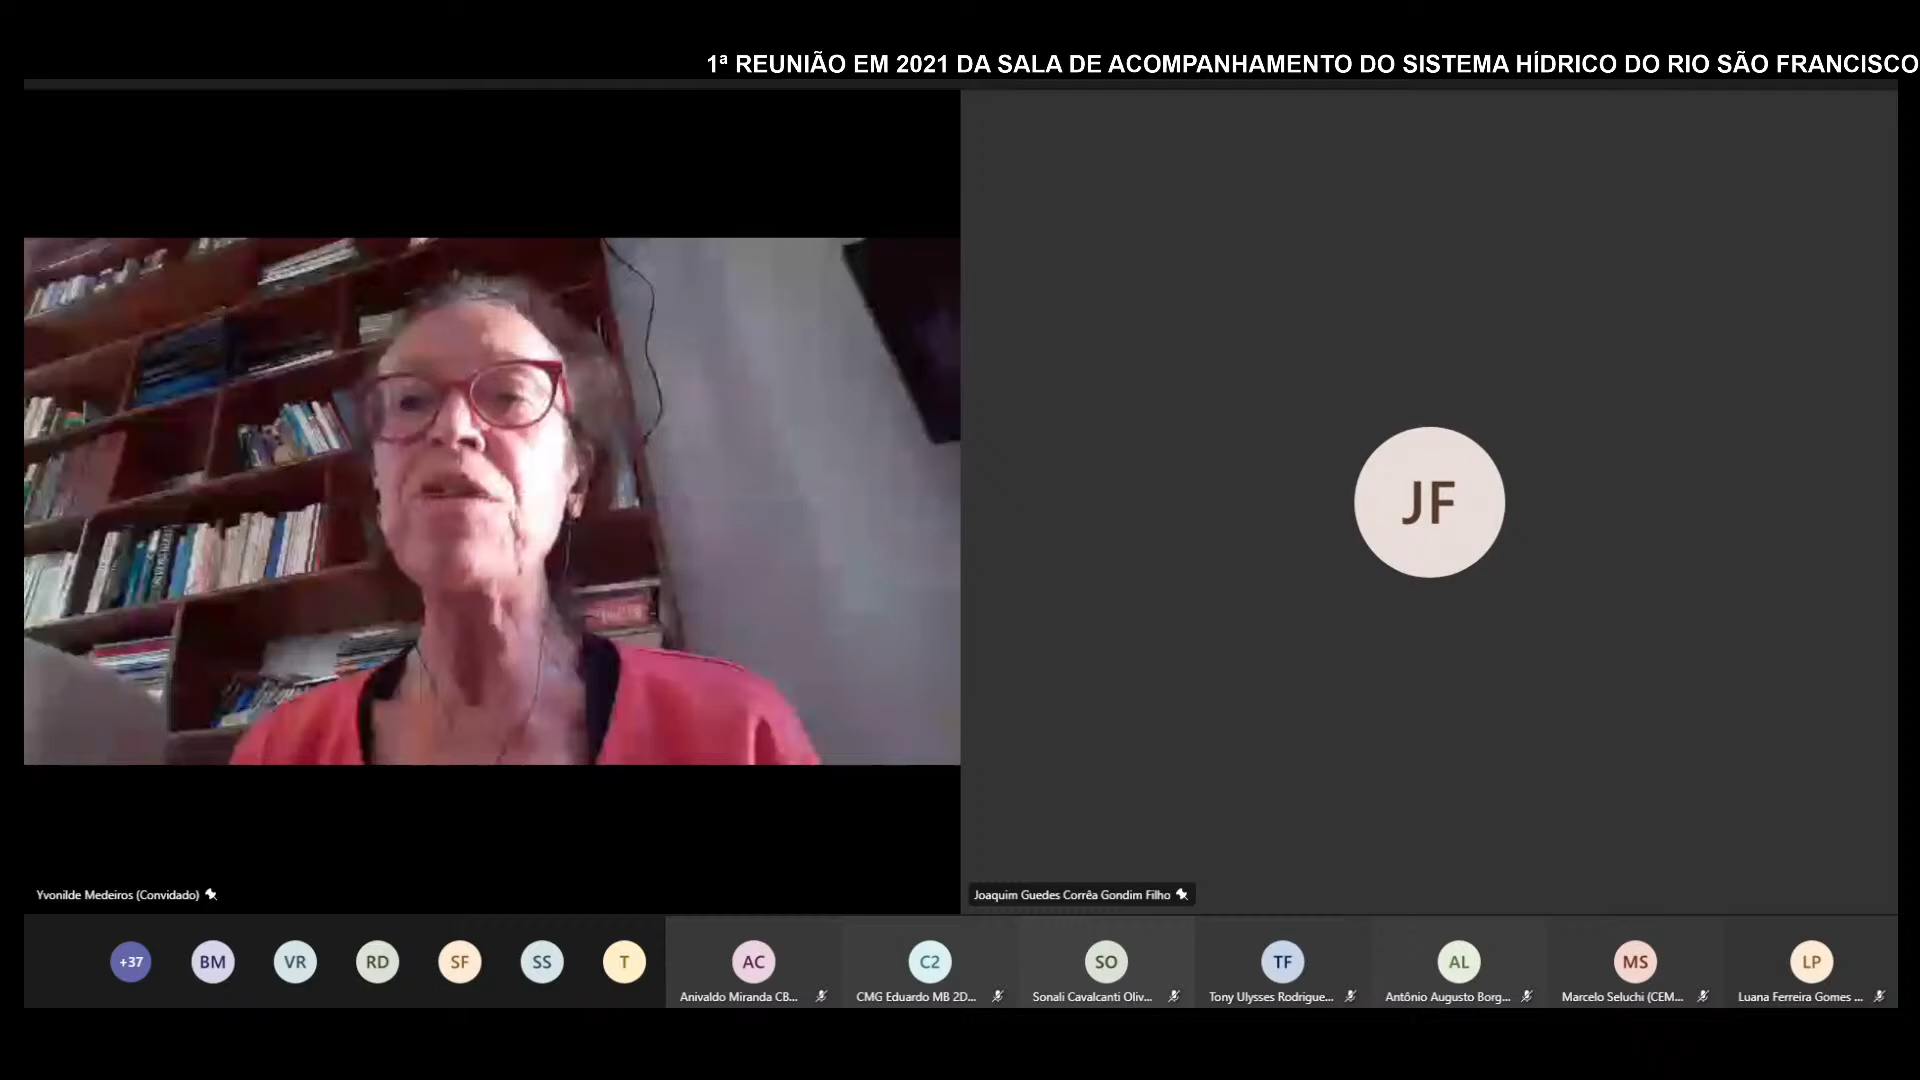 1ª REUNIÃO EM 2021 DA SALA DE ACOMPANHAMENTO DO SISTEMA HÍDRICO DO RIO SÃO FRANCISCO
JF
Yvonilde Medeiros (Convidado)
Joaquim Guedes Corrêa Gondim Filho
+37
BM
VR
RD
SF
SS
T
AC
C2
SO
TF
AL
MS
LP
Anivaldo Miranda CB...
CMG Eduardo MB 2D...
Sonali Cavalcanti Oliv...
Tony Ulysses Rodrigue...
Antônio Augusto Borg...
Marcelo Seluchi (CEM...
Luana Ferreira Gomes ...